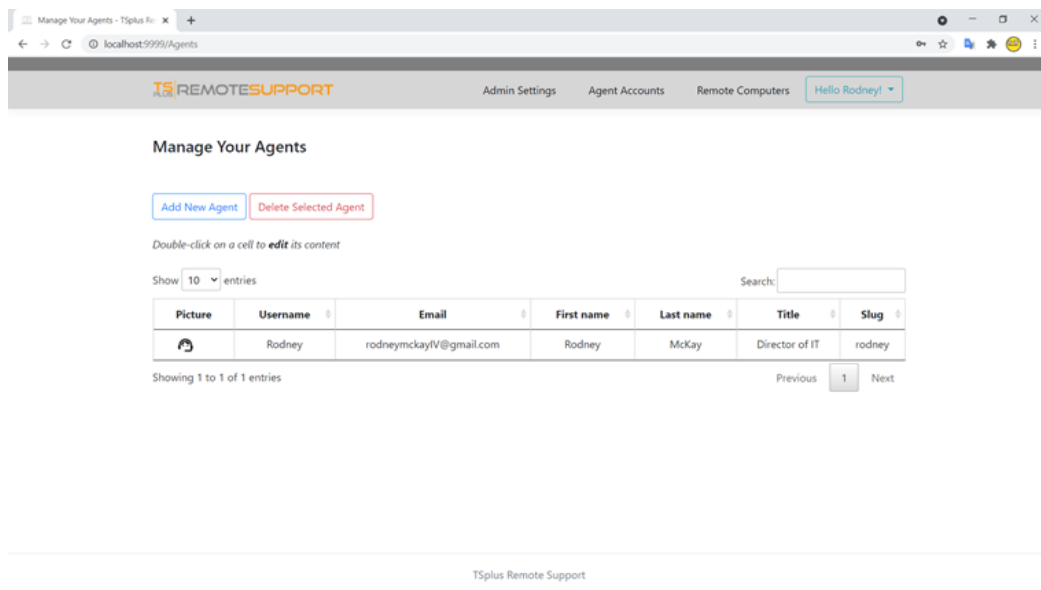 Manage Your Agents - TSplus Re
localhost:9999/Agents
TS PLUS REMOTESUPPORT
Admin Settings
Agent Accounts
Remote Computers
Hello Rodney!
Manage Your Agents
Add New Agent
Delete Selected Agent
Double-click on a cell to edit its content
Show 10 entries
Search:
Picture Username Email First name Last name Title Slug
Rodney rodneymckayIV@gmail.com Rodney McKay Director of IT rodney
Showing 1 to 1 of 1 entries
Previous 1 Next
TSplus Remote Support